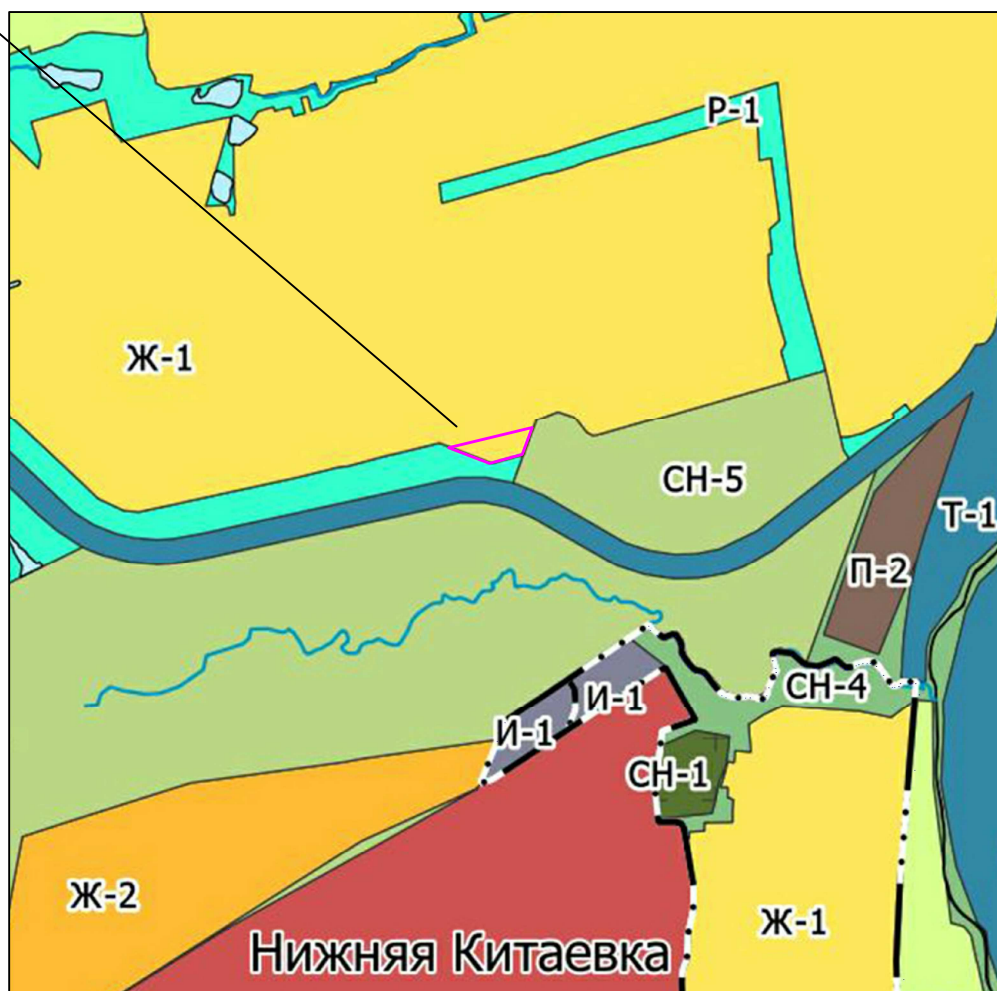 Р-1
Ж-1
СН-5
Т-1
П-2
СН-4
И-1
И-1
СН-1
Ж-2
Ж-1
Нижняя Китаевка